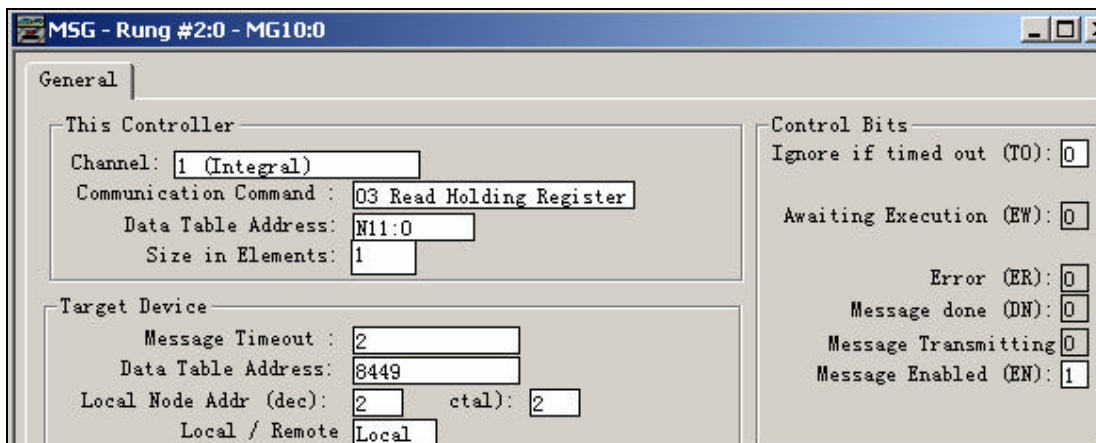 MSG - Rung #2:0 - MG10:0
General
This Controller
Channel: 1 (Integral)
Communication Command : 03 Read Holding Register
Data Table Address: N11:0
Size in Elements: 1
Target Device
Message Timeout : 2
Data Table Address: 8449
Local Node Addr (dec): 2 ctal): 2
Local / Remote Local
Control Bits
Ignore if timed out (TO): 0
Awaiting Execution (EW): 0
Error (ER): 0
Message done (DN): 0
Message Transmitting 0
Message Enabled (EN): 1